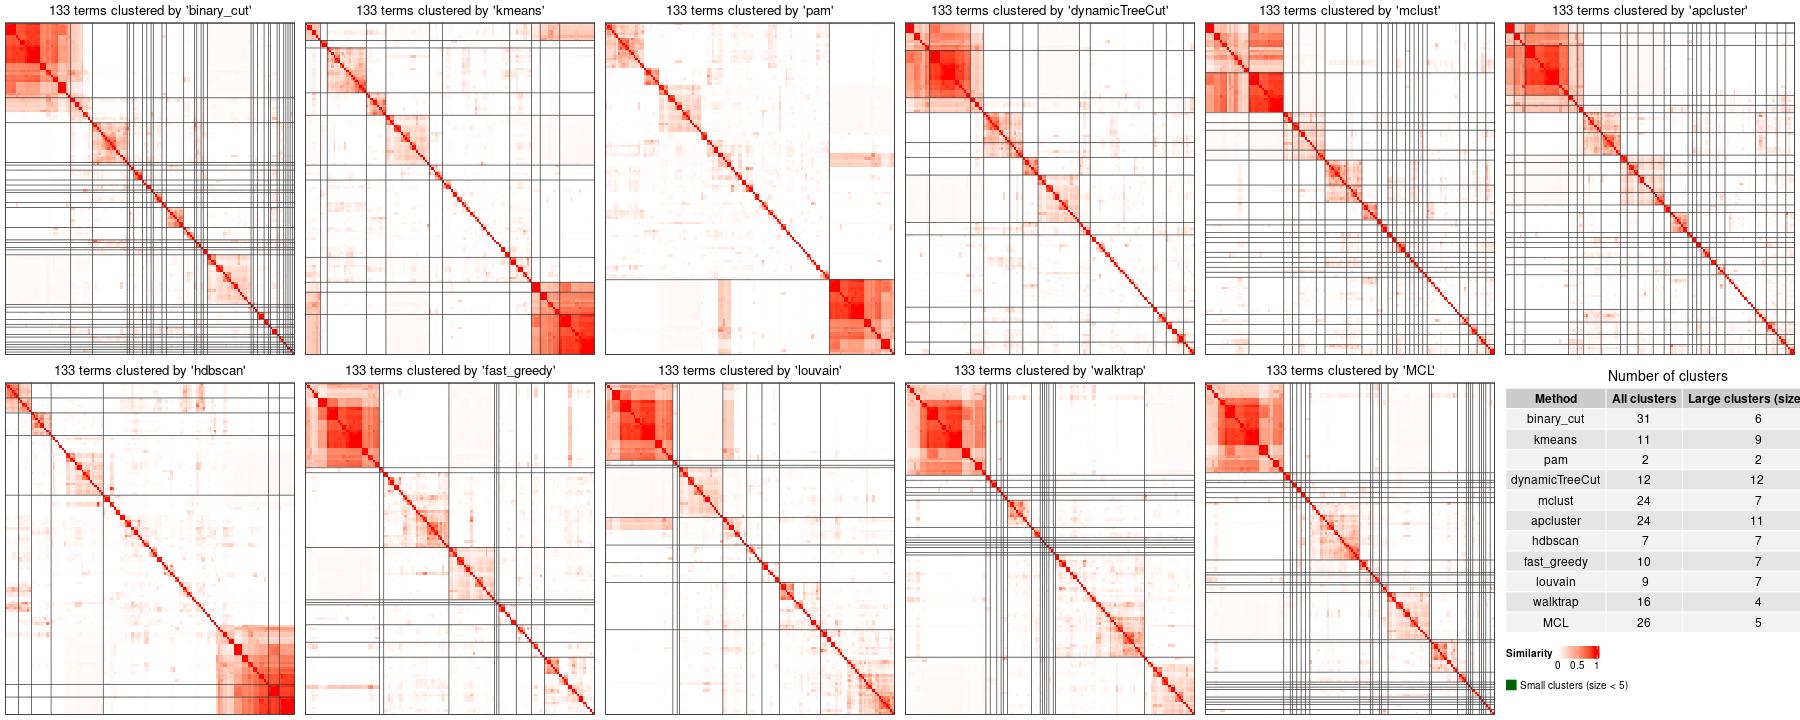 133 terms clustered by 'binary_cut'
133 terms clustered by 'kmeans'
133 terms clustered by 'pam'
133 terms clustered by 'dynamicTreeCut'
133 terms clustered by 'mclust'
133 terms clustered by 'apcluster'
133 terms clustered by 'hdbscan'
133 terms clustered by 'fast_greedy'
133 terms clustered by 'louvain'
133 terms clustered by 'walktrap'
133 terms clustered by 'MCL'
Number of clusters
Method All clusters Large clusters (size
binary_cut 31 6
kmeans 11 9
pam 2 2
dynamicTreeCut 12 12
mclust 24 7
apcluster 24 11
hdbscan 7 7
fast_greedy 10 7
louvain 9 7
walktrap 16 4
MCL 26 5
Similarity
0 0.5 1
Small clusters (size < 5)